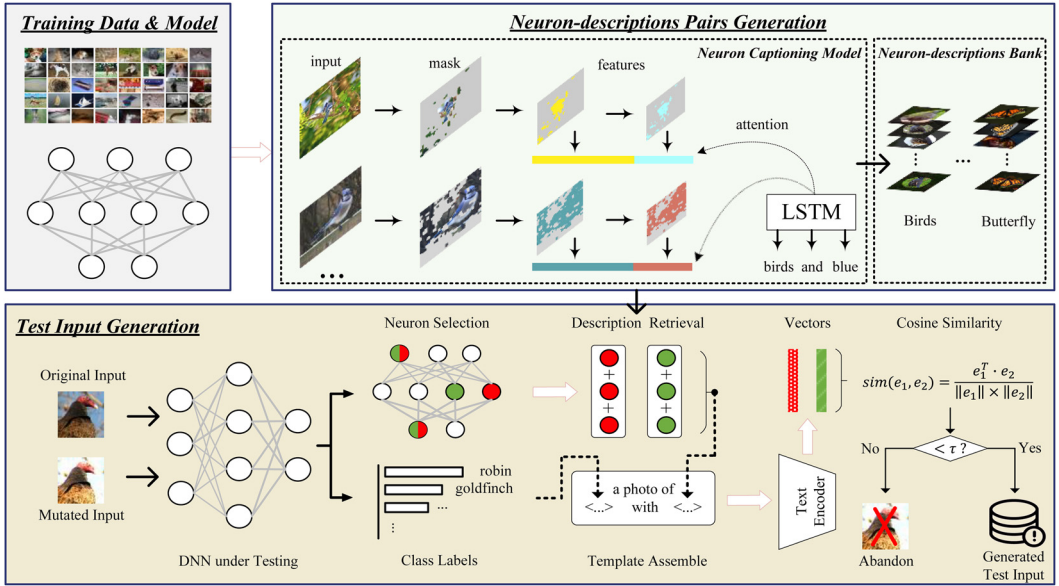 Training Data & Model
Neuron-descriptions Pairs Generation
Neuron Captioning Model
Neuron-descriptions Bank
input
mask
features
attention
LSTM
birds and blue
...
Birds
Butterfly
...
Test Input Generation
Original Input
Mutated Input
DNN under Testing
Neuron Selection
robin
goldfinch
...
⋮
Class Labels
Description Retrieval
+ +
+ +
a photo of
<...> with <...>
Template Assemble
Vectors
Text
Encoder
Cosine Similarity
sim(e₁, e₂) = e₁ᵀ · e₂ / ‖e₁‖ × ‖e₂‖
< τ ?
No
Yes
Abandon
Generated
Test Input